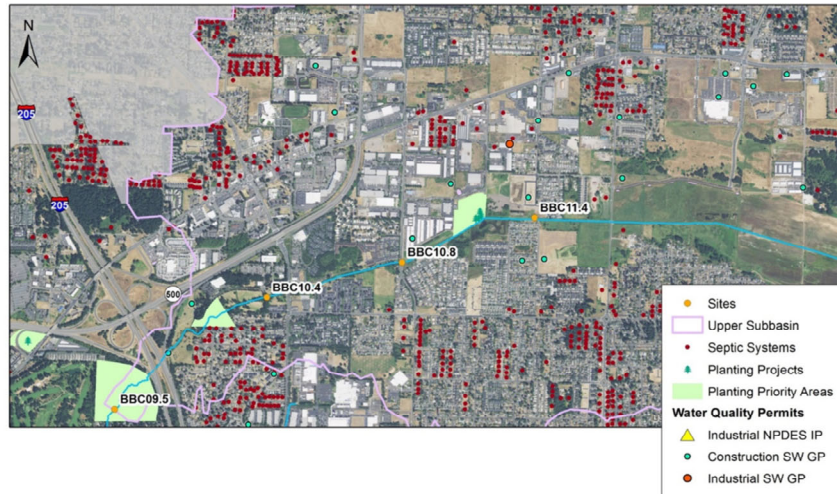 N
205
205
500
BBC11.4
BBC10.8
BBC10.4
BBC09.5
Sites
Upper Subbasin
Septic Systems
Planting Projects
Planting Priority Areas
Water Quality Permits
Industrial NPDES IP
Construction SW GP
Industrial SW GP